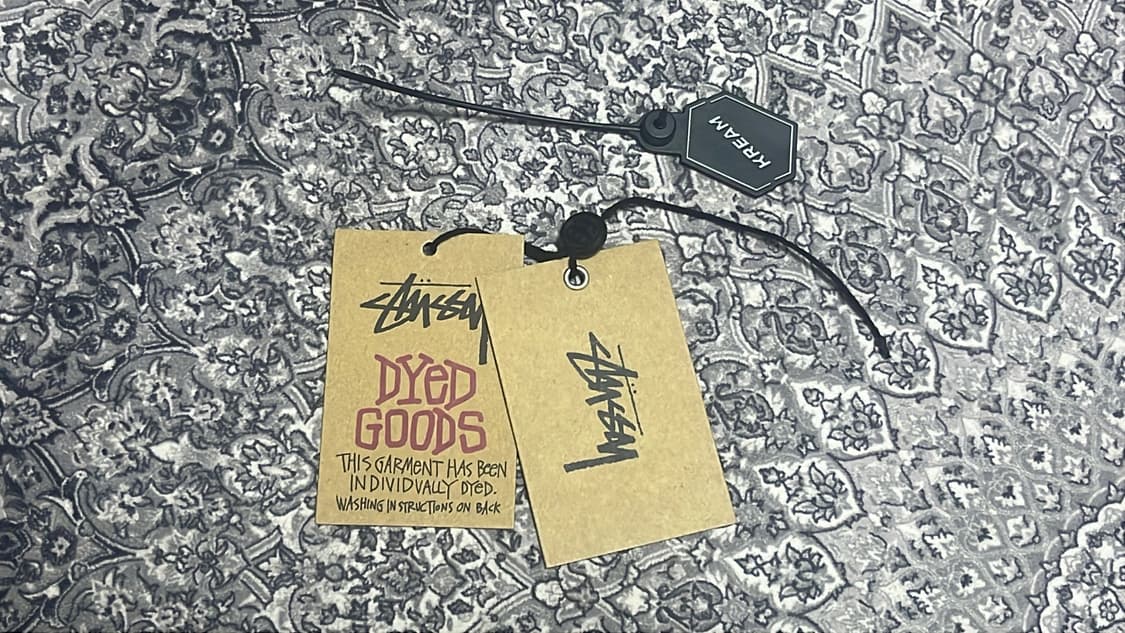 KREAM
STÜSSY
DYED
GOODS
THIS GARMENT HAS BEEN
INDIVIDUALLY DYED.
WASHING INSTRUCTIONS ON BACK
STÜSSY